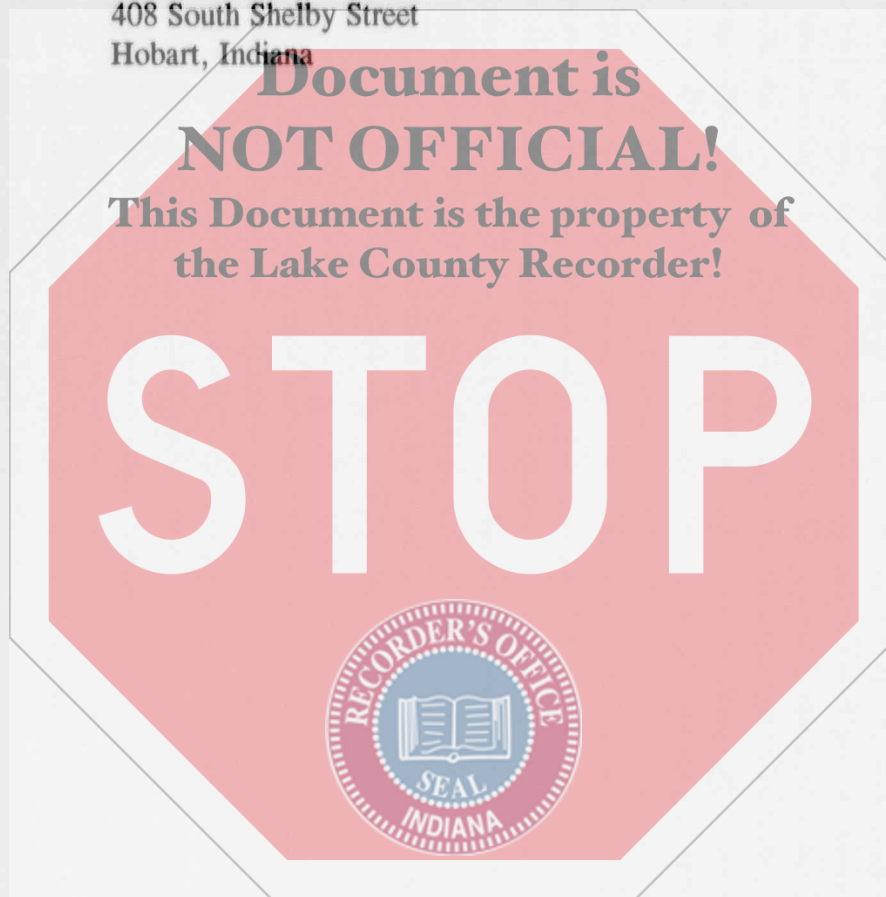 408 South Shelby Street
Hobart, Indiana
Document is
NOT OFFICIAL!
This Document is the property of
the Lake County Recorder!
STOP
RECORDER'S OFFICE
SEAL
INDIANA